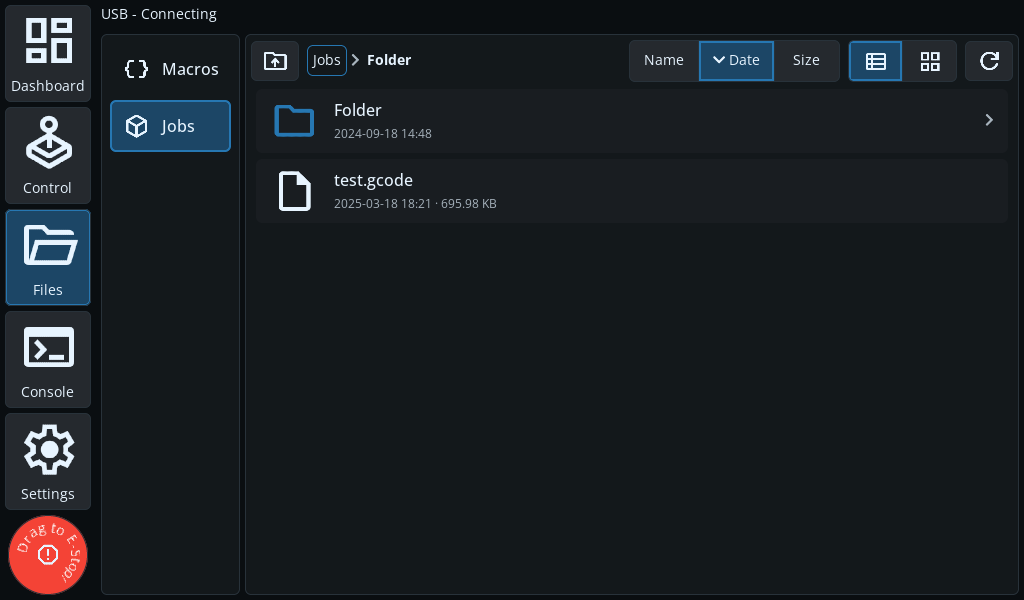 USB - Connecting
Dashboard
Control
Files
Console
Settings
Drag to E-Stop!
Macros
Jobs
Jobs > Folder
Name
Date
Size
Folder
2024-09-18 14:48
test.gcode
2025-03-18 18:21 · 695.98 KB